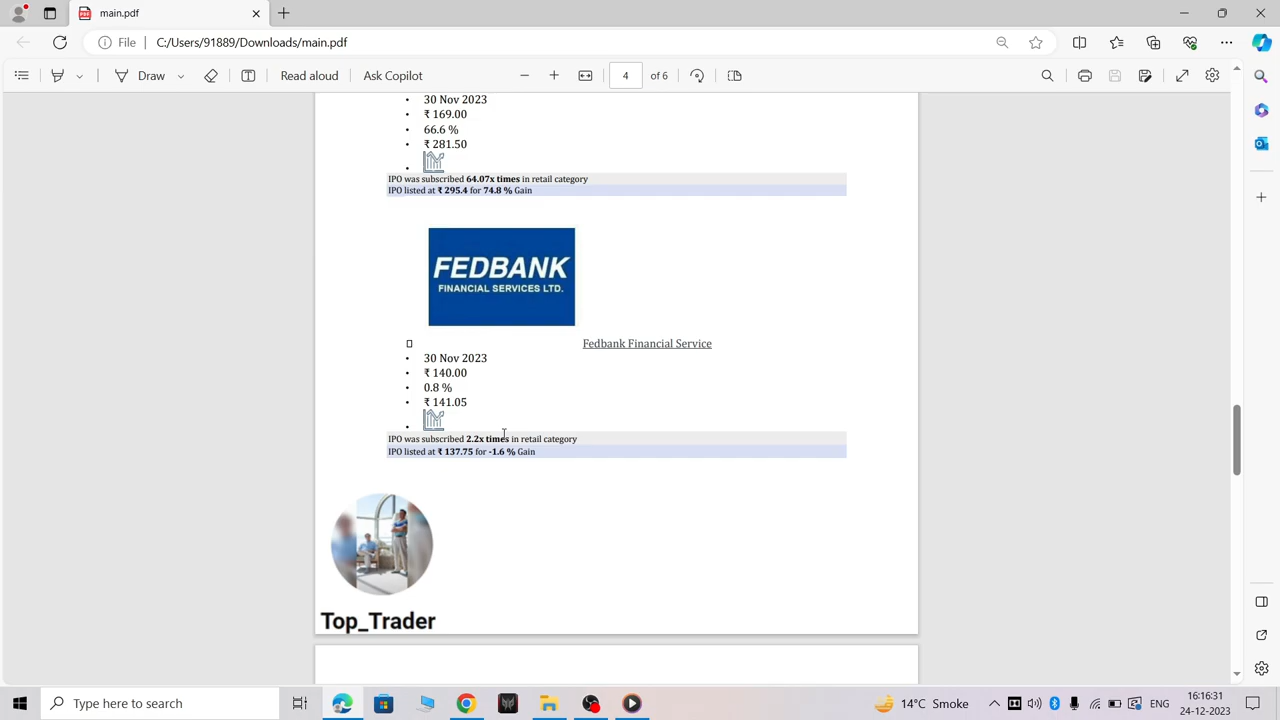 main.pdf
File
C:/Users/91889/Downloads/main.pdf
Draw
Read aloud
Ask Copilot
4
of 6
• 30 Nov 2023
• ₹ 169.00
• 66.6 %
• ₹ 281.50
•
IPO was subscribed 64.07x times in retail category
IPO listed at ₹ 295.4 for 74.8 % Gain
FEDBANK
FINANCIAL SERVICES LTD.
Fedbank Financial Service
• 30 Nov 2023
• ₹ 140.00
• 0.8 %
• ₹ 141.05
•
IPO was subscribed 2.2x times in retail category
IPO listed at ₹ 137.75 for -1.6 % Gain
Top_Trader
Type here to search
14°C Smoke
ENG
16:16:31
24-12-2023